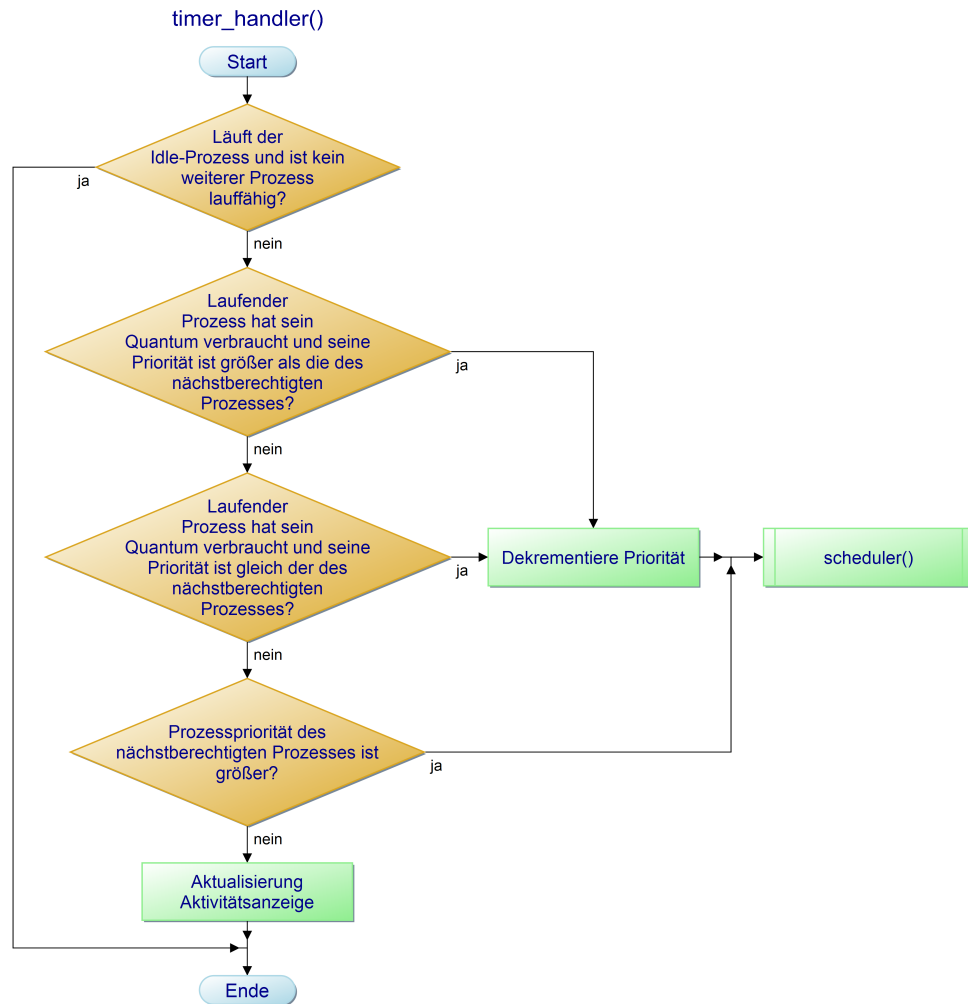 timer_handler()
Start
Läuft der
Idle-Prozess und ist kein
weiterer Prozess
lauffähig?
ja
nein
Laufender
Prozess hat sein
Quantum verbraucht und seine
Priorität ist größer als die des
nächstberechtigten
Prozesses?
ja
nein
Laufender
Prozess hat sein
Quantum verbraucht und seine
Priorität ist gleich der des
nächstberechtigten
Prozesses?
ja
Dekrementiere Priorität
scheduler()
nein
Prozesspriorität des
nächstberechtigten Prozesses ist
größer?
ja
nein
Aktualisierung
Aktivitätsanzeige
Ende